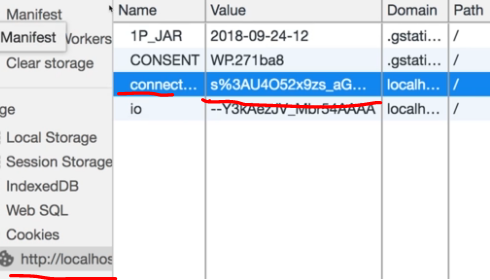 Manifest
Manifest
Workers
Clear storage
ge
Local Storage
Session Storage
IndexedDB
Web SQL
Cookies
http://localhos
Name Value Domain Path
1P_JAR 2018-09-24-12 .gstati... /
CONSENT WP.271ba8 .gstati... /
connect... s%3AU4O52x9zs_aG... localh... /
io --Y3kAezJV_Mbr54AAAA localh... /